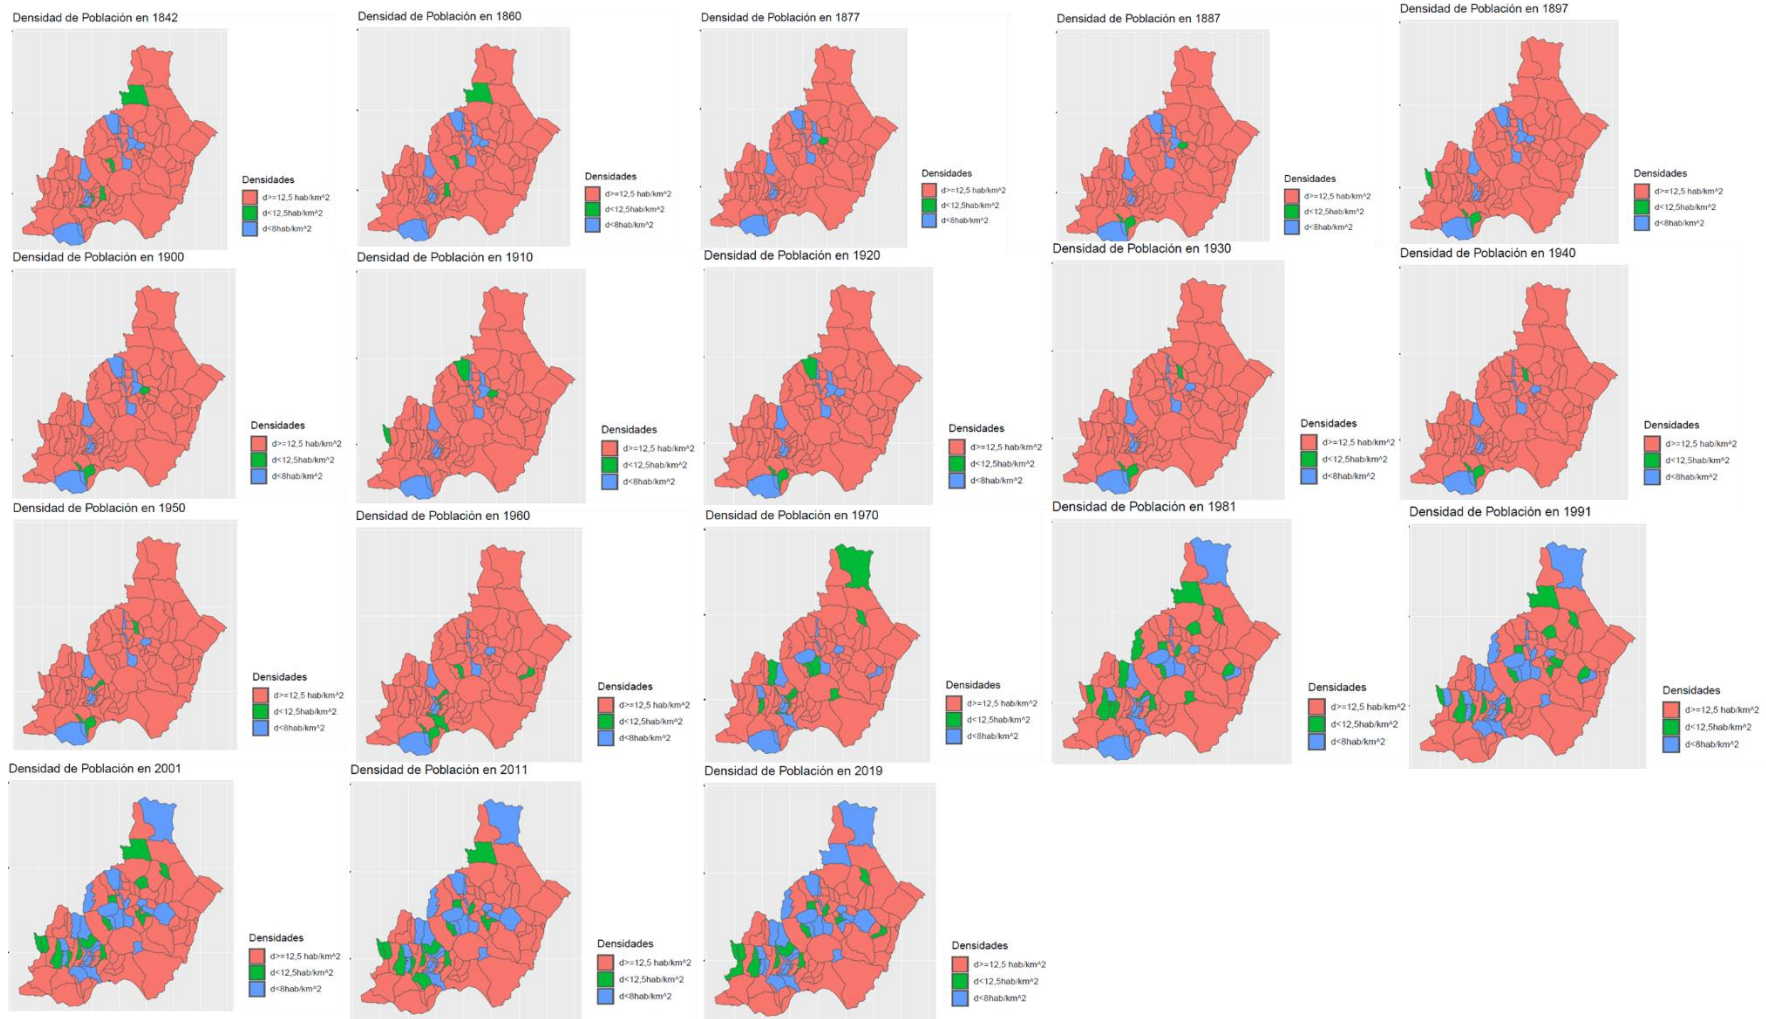 Densidad de Población en 1842
Densidades
d>=12,5 hab/km^2
d<12,5hab/km^2
d<8hab/km^2
Densidad de Población en 1860
Densidades
d>=12,5 hab/km^2
d<12,5hab/km^2
d<8hab/km^2
Densidad de Población en 1877
Densidades
d>=12,5 hab/km^2
d<12,5hab/km^2
d<8hab/km^2
Densidad de Población en 1887
Densidades
d>=12,5 hab/km^2
d<12,5hab/km^2
d<8hab/km^2
Densidad de Población en 1897
Densidades
d>=12,5 hab/km^2
d<12,5hab/km^2
d<8hab/km^2
Densidad de Población en 1900
Densidades
d>=12,5 hab/km^2
d<12,5hab/km^2
d<8hab/km^2
Densidad de Población en 1910
Densidades
d>=12,5 hab/km^2
d<12,5hab/km^2
d<8hab/km^2
Densidad de Población en 1920
Densidades
d>=12,5 hab/km^2
d<12,5hab/km^2
d<8hab/km^2
Densidad de Población en 1930
Densidades
d>=12,5 hab/km^2
d<12,5hab/km^2
d<8hab/km^2
Densidad de Población en 1940
Densidades
d>=12,5 hab/km^2
d<12,5hab/km^2
d<8hab/km^2
Densidad de Población en 1950
Densidades
d>=12,5 hab/km^2
d<12,5hab/km^2
d<8hab/km^2
Densidad de Población en 1960
Densidades
d>=12,5 hab/km^2
d<12,5hab/km^2
d<8hab/km^2
Densidad de Población en 1970
Densidades
d>=12,5 hab/km^2
d<12,5hab/km^2
d<8hab/km^2
Densidad de Población en 1981
Densidades
d>=12,5 hab/km^2
d<12,5hab/km^2
d<8hab/km^2
Densidad de Población en 1991
Densidades
d>=12,5 hab/km^2
d<12,5hab/km^2
d<8hab/km^2
Densidad de Población en 2001
Densidades
d>=12,5 hab/km^2
d<12,5hab/km^2
d<8hab/km^2
Densidad de Población en 2011
Densidades
d>=12,5 hab/km^2
d<12,5hab/km^2
d<8hab/km^2
Densidad de Población en 2019
Densidades
d>=12,5 hab/km^2
d<12,5hab/km^2
d<8hab/km^2